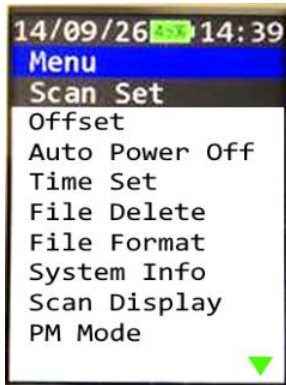 14/09/26 45% 14:39
Menu
Scan Set
Offset
Auto Power Off
Time Set
File Delete
File Format
System Info
Scan Display
PM Mode